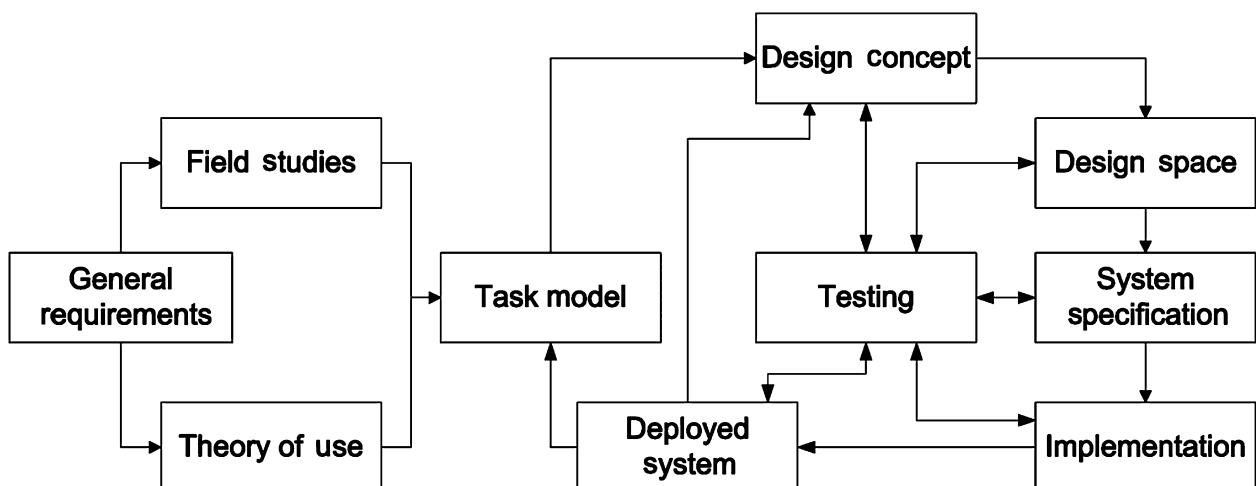 Design concept
Field studies
Design space
General
requirements
Task model
Testing
System
specification
Theory of use
Deployed
system
Implementation